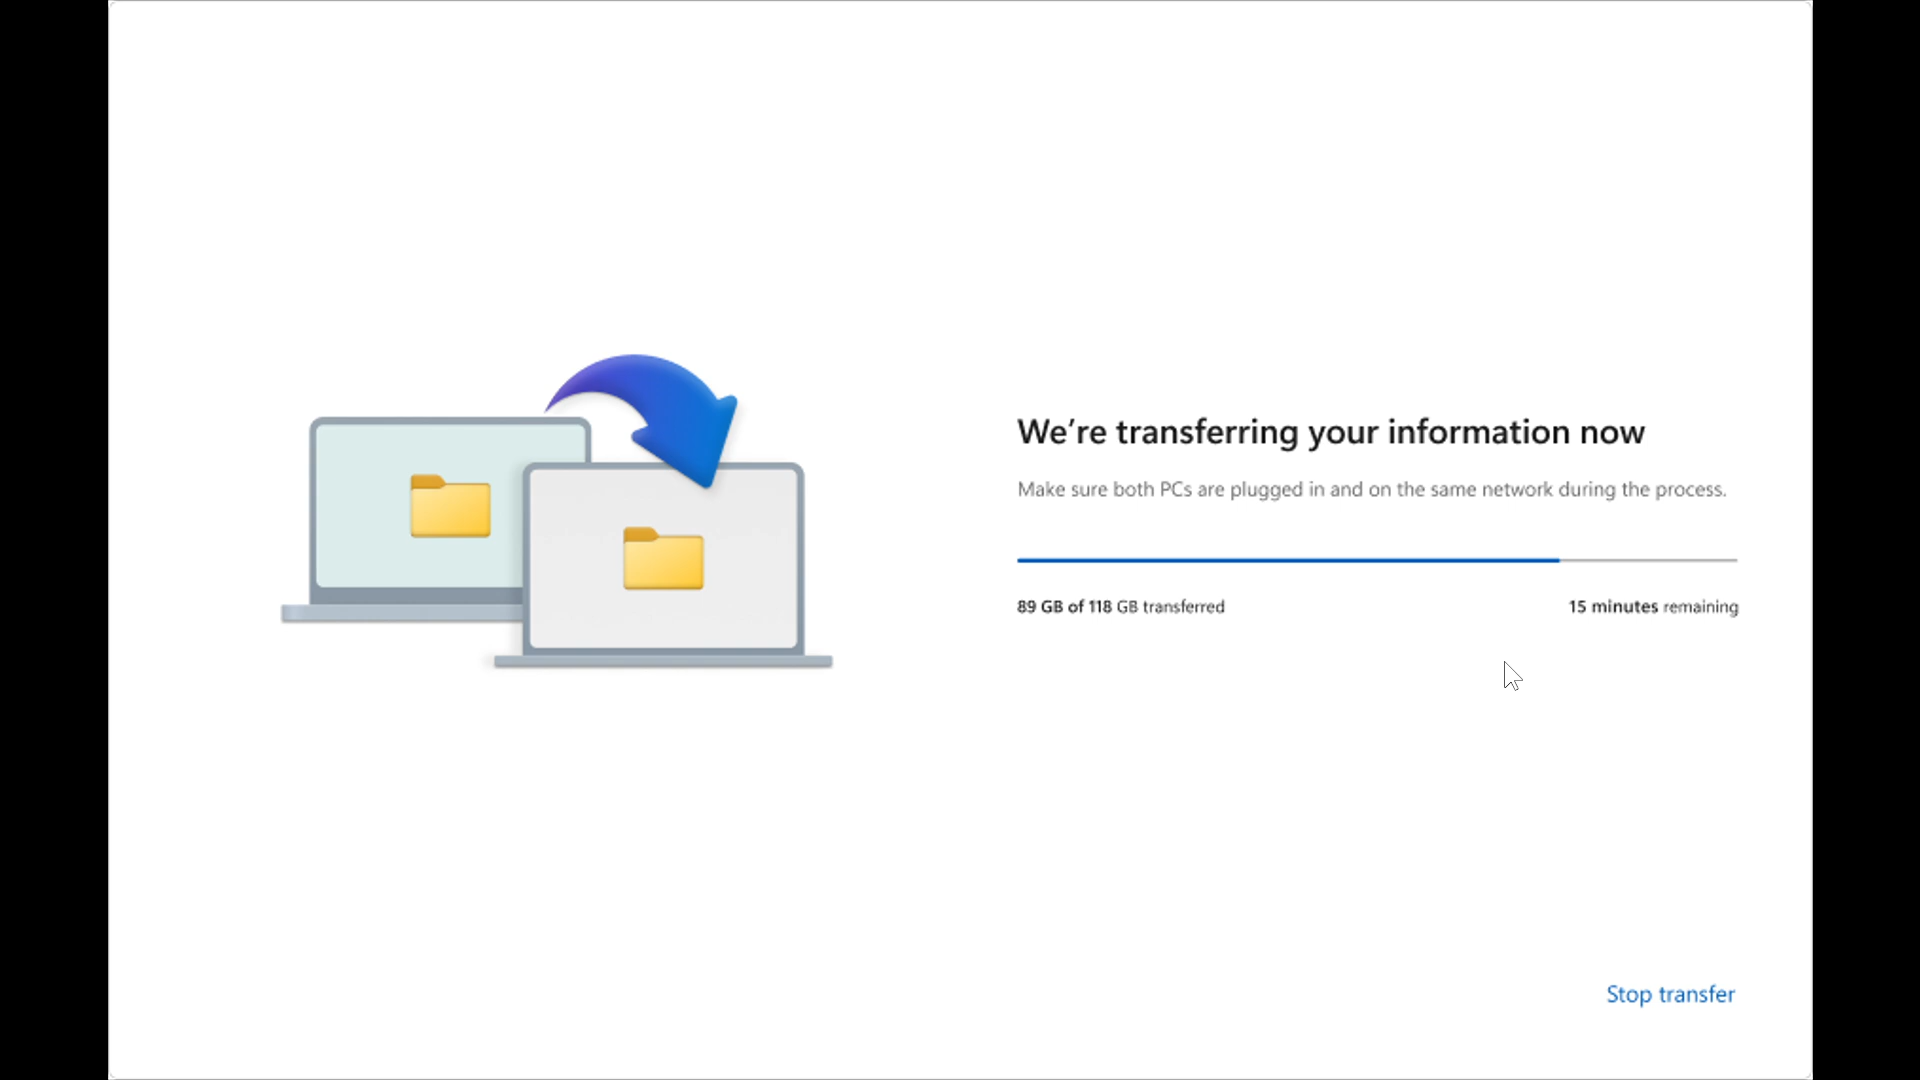 We’re transferring your information now
Make sure both PCs are plugged in and on the same network during the process.
89 GB of 118 GB transferred
15 minutes remaining
Stop transfer